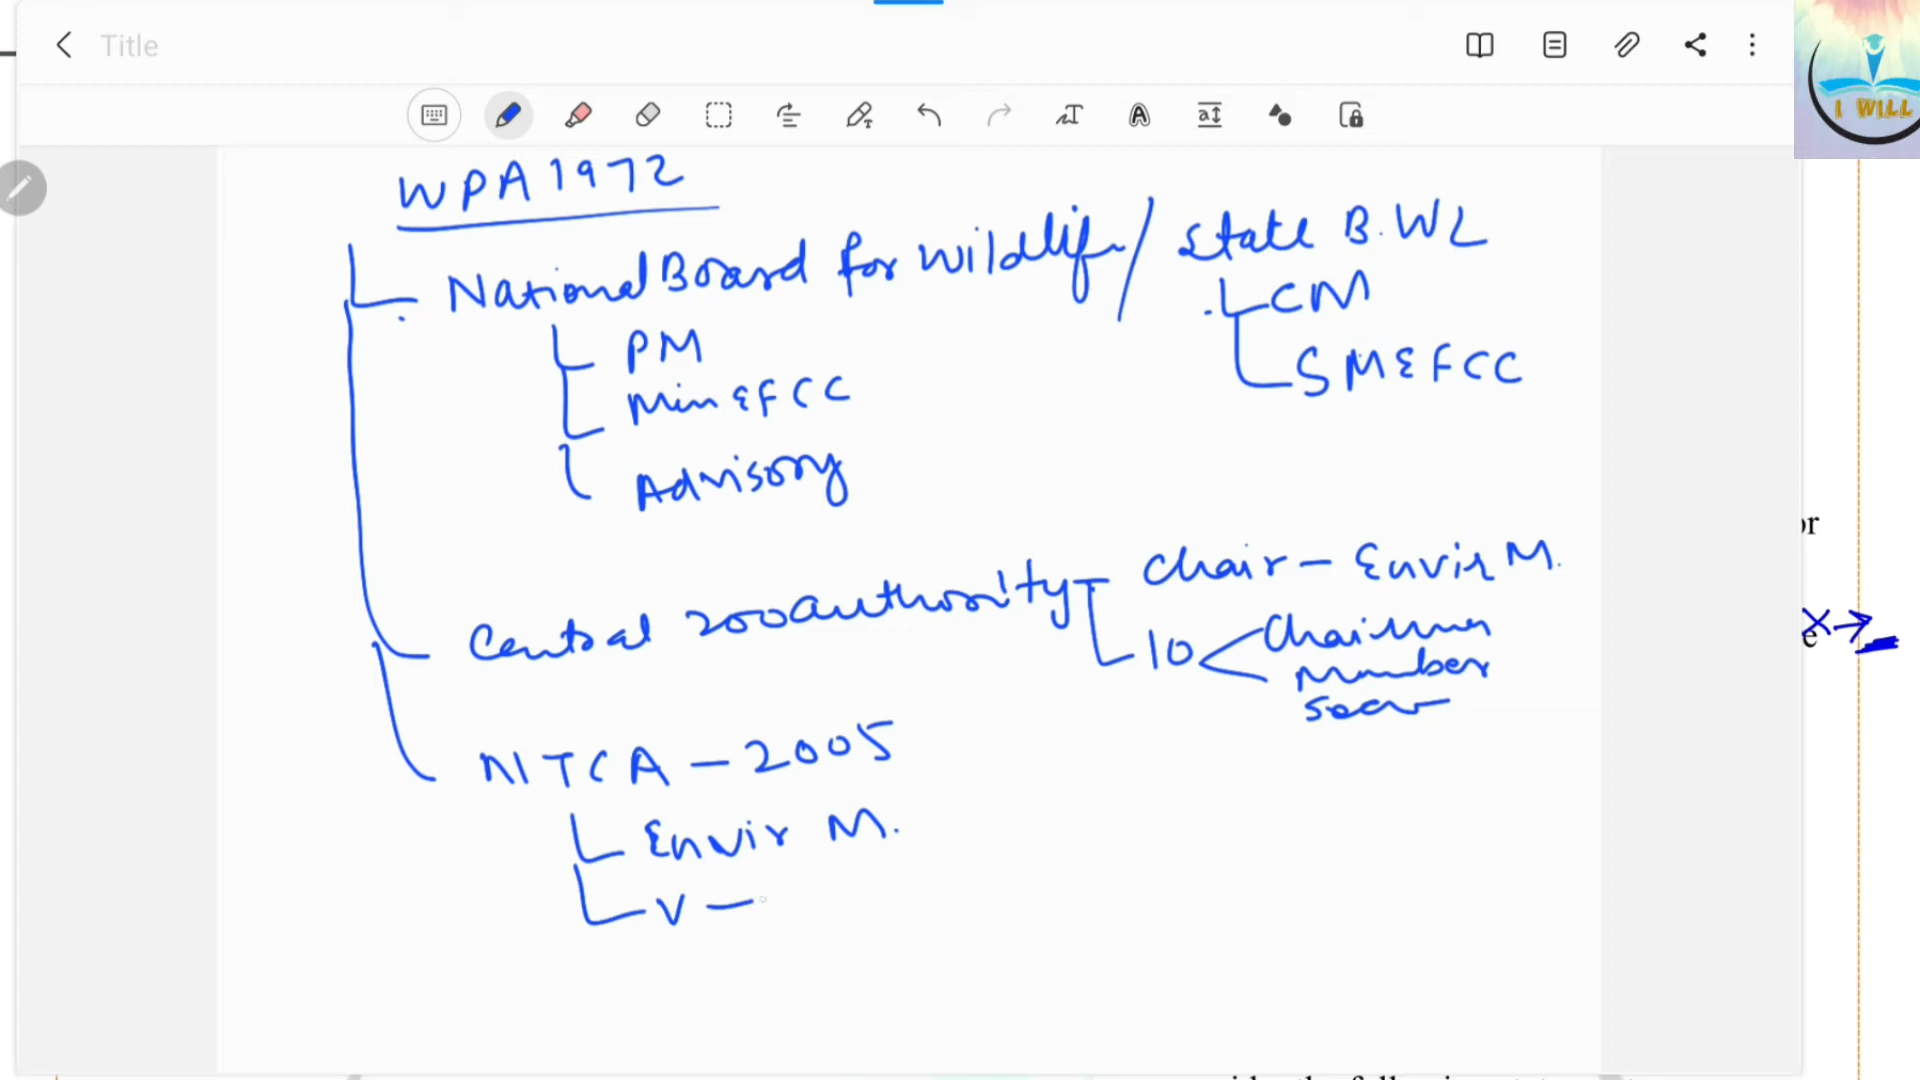 Title
I WILL
WPA 1972
National Board for Wildlife / State B.WL
CM
PM
SMEFCC
Min EFCC
Advisory
or
Chair - Envir M.
Central zoo authority
10
Chairman
e
member
Secr
NTCA - 2005
Envir M.
V -